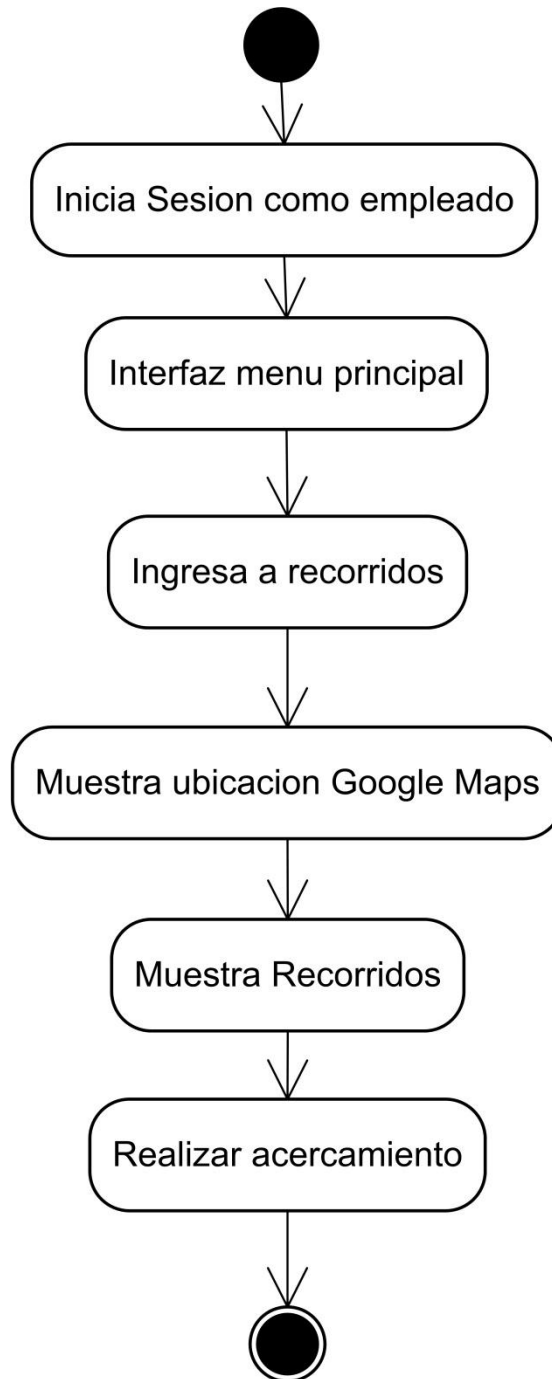 Inicia Sesion como empleado
Interfaz menu principal
Ingresa a recorridos
Muestra ubicacion Google Maps
Muestra Recorridos
Realizar acercamiento